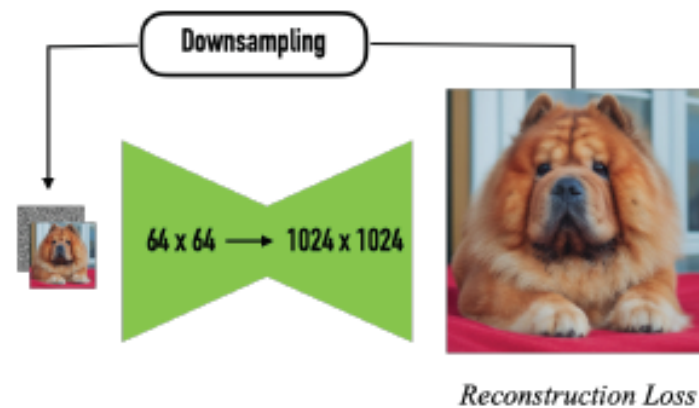 Downsampling
64 x 64 → 1024 x 1024
Reconstruction Loss